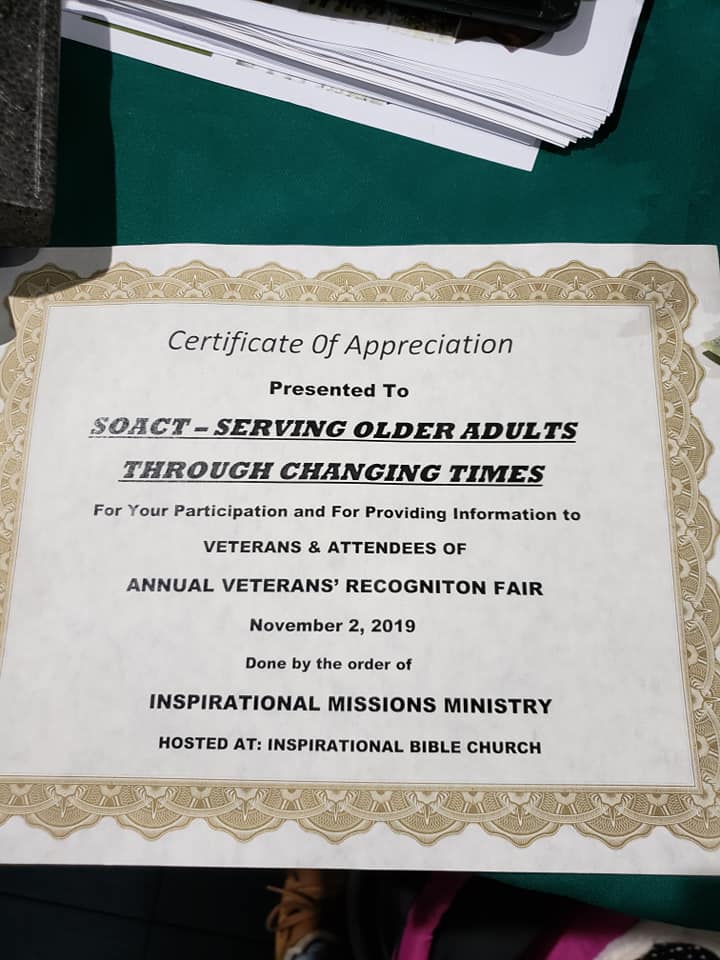 Certificate Of Appreciation
Presented To
SOACT – SERVING OLDER ADULTS
THROUGH CHANGING TIMES
For Your Participation and For Providing Information to
VETERANS & ATTENDEES OF
ANNUAL VETERANS’ RECOGNITON FAIR
November 2, 2019
Done by the order of
INSPIRATIONAL MISSIONS MINISTRY
HOSTED AT: INSPIRATIONAL BIBLE CHURCH